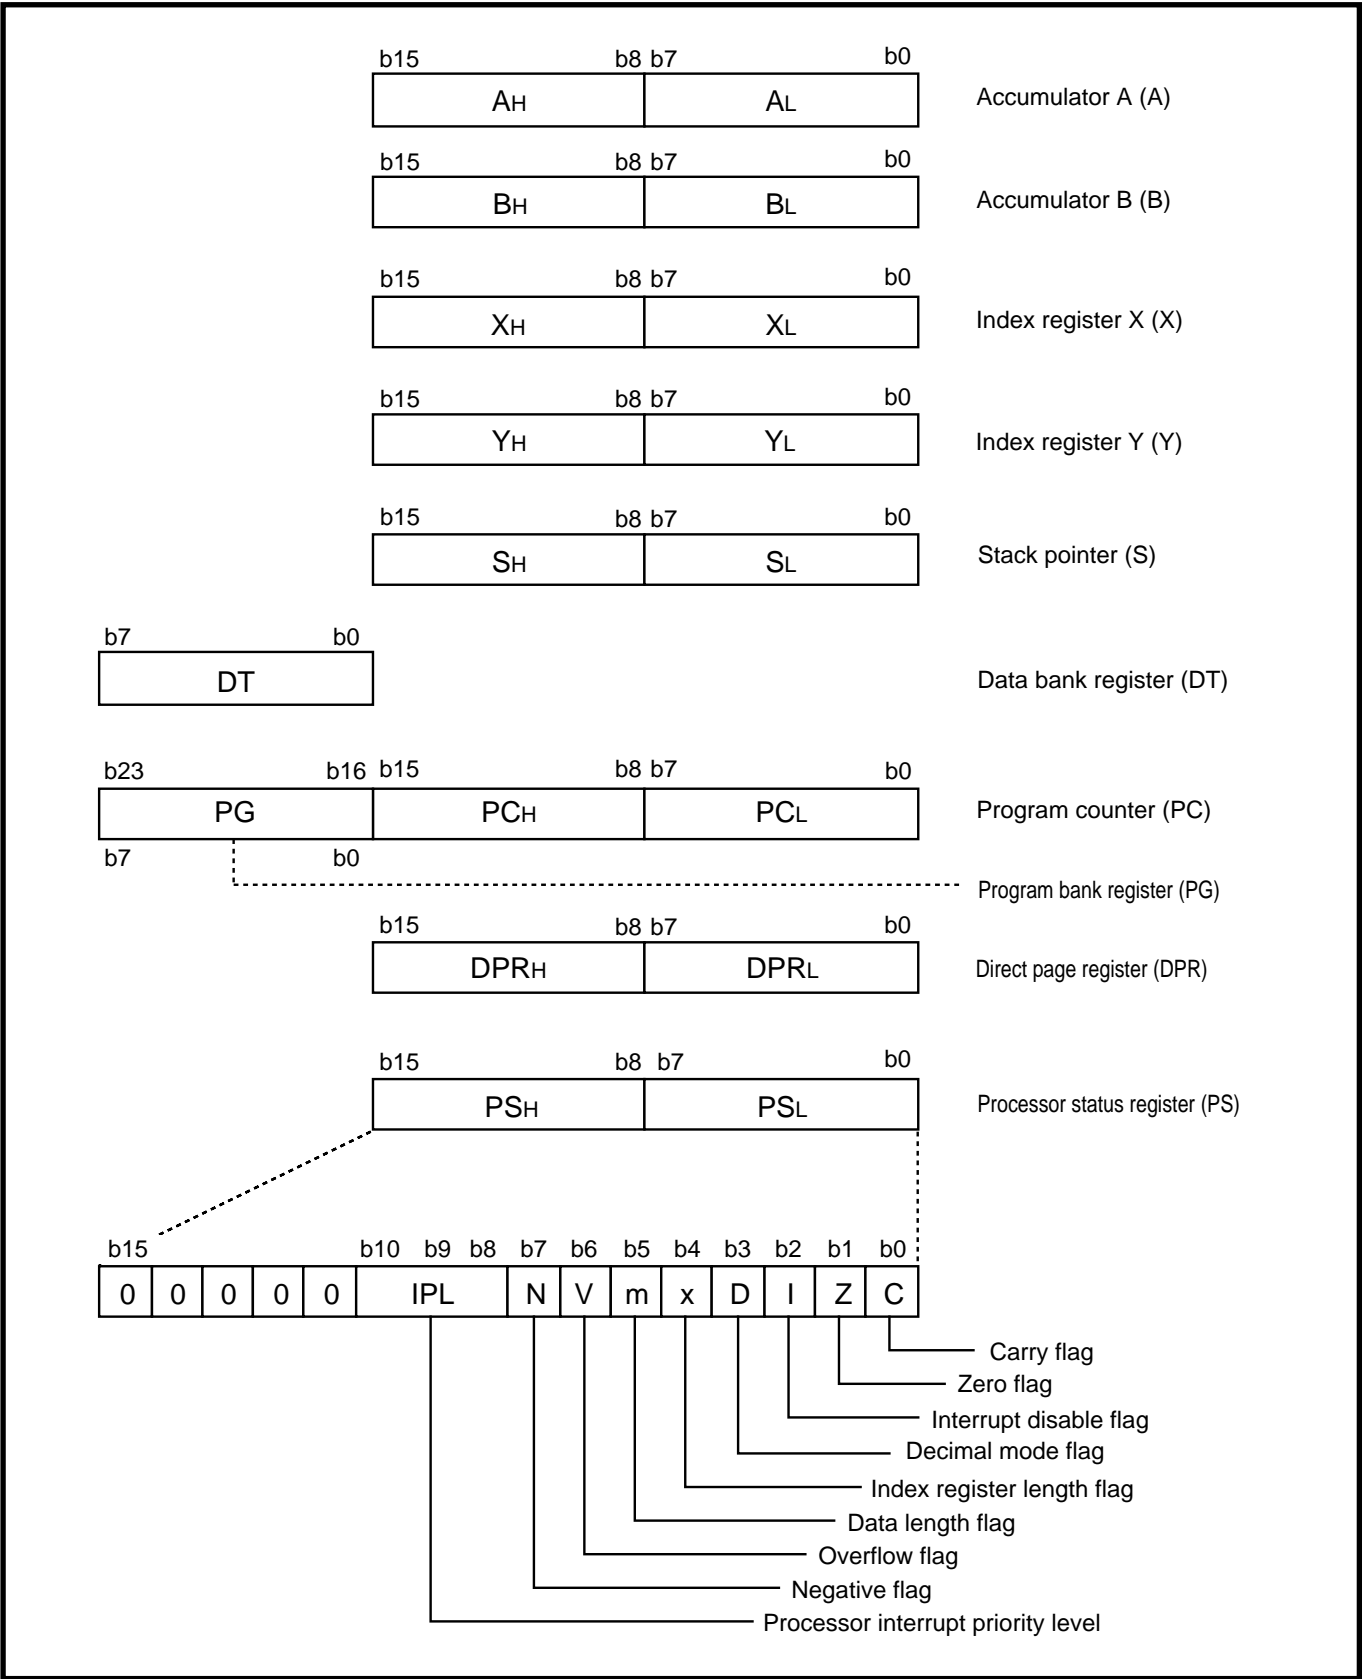 b15 b8 b7 b0
AH AL Accumulator A (A)
b15 b8 b7 b0
BH BL Accumulator B (B)
b15 b8 b7 b0
XH XL Index register X (X)
b15 b8 b7 b0
YH YL Index register Y (Y)
b15 b8 b7 b0
SH SL Stack pointer (S)
b7 b0
DT Data bank register (DT)
b23 b16 b15 b8 b7 b0
PG PCH PCL Program counter (PC)
b7 b0
Program bank register (PG)
b15 b8 b7 b0
DPRH DPRL Direct page register (DPR)
b15 b8 b7 b0
PSH PSL Processor status register (PS)
b15 b10 b9 b8 b7 b6 b5 b4 b3 b2 b1 b0
0 0 0 0 0 IPL N V m x D I Z C
Carry flag
Zero flag
Interrupt disable flag
Decimal mode flag
Index register length flag
Data length flag
Overflow flag
Negative flag
Processor interrupt priority level